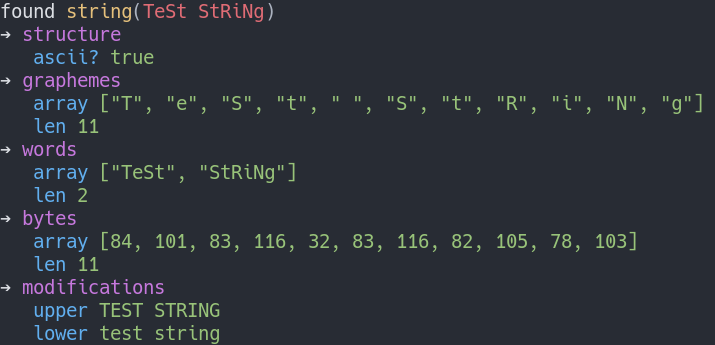 found string(TeSt StRiNg)
→ structure
ascii? true
→ graphemes
array ["T", "e", "S", "t", " ", "S", "t", "R", "i", "N", "g"]
len 11
→ words
array ["TeSt", "StRiNg"]
len 2
→ bytes
array [84, 101, 83, 116, 32, 83, 116, 82, 105, 78, 103]
len 11
→ modifications
upper TEST STRING
lower test string